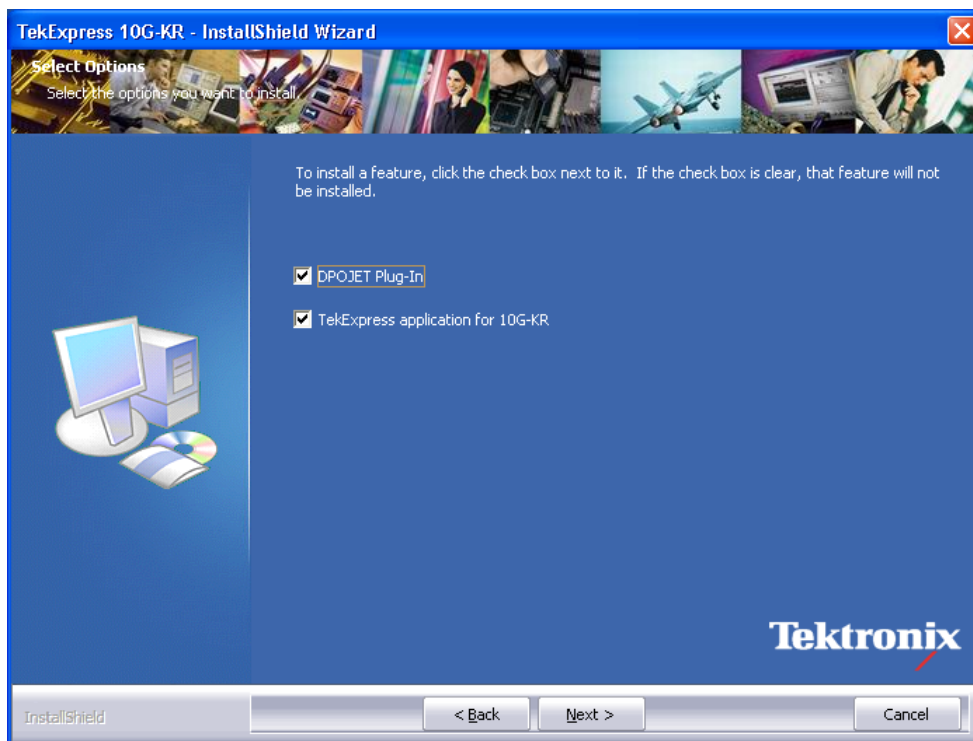 TekExpress 10G-KR - InstallShield Wizard
Select Options
Select the options you want to install.
To install a feature, click the check box next to it. If the check box is clear, that feature will not
be installed.
DPOJET Plug-In
TekExpress application for 10G-KR
Tektronix
InstallShield
< Back
Next >
Cancel